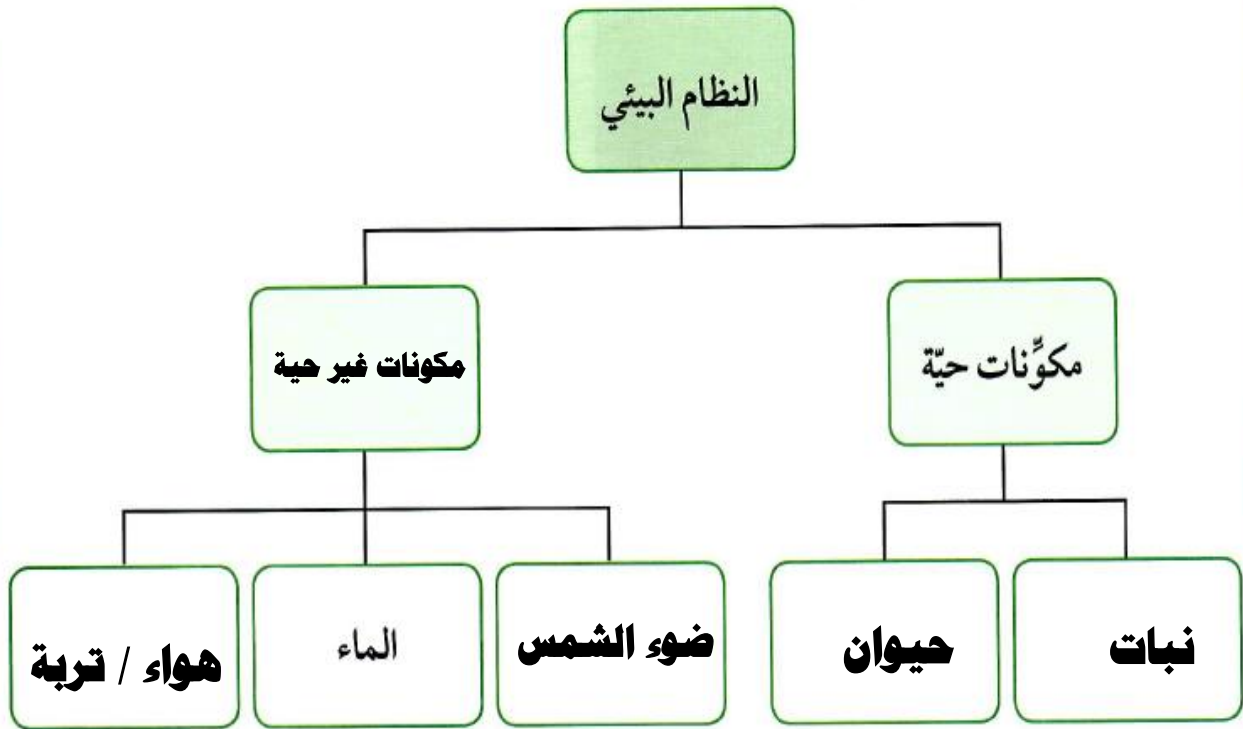 النظام البيئي
مكوِّنات حيّة
مكونات غير حية
نبات
حيوان
ضوء الشمس
الماء
هواء / تربة